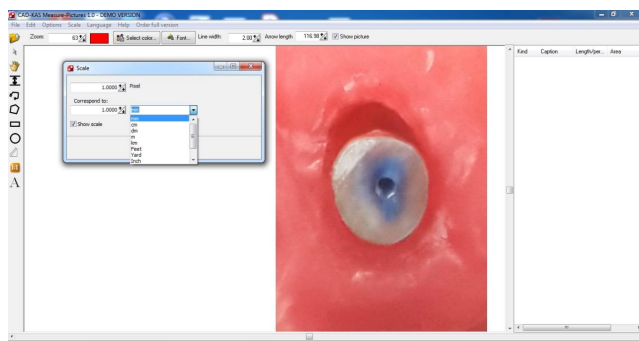 CAD-KAS Measure-Pictures 1.0 - DEMO VERSION
File Edit Options Scale Language Help Order full version
Zoom: 63 Select color... Font... Line width: 2.00 Arrow length 116.98 Show picture
Kind Caption Length/per... Area
Scale
1.0000 Pixel
Correspond to:
1.0000 mm
Show scale
mm
cm
dm
m
km
Feet
Yard
Inch
A